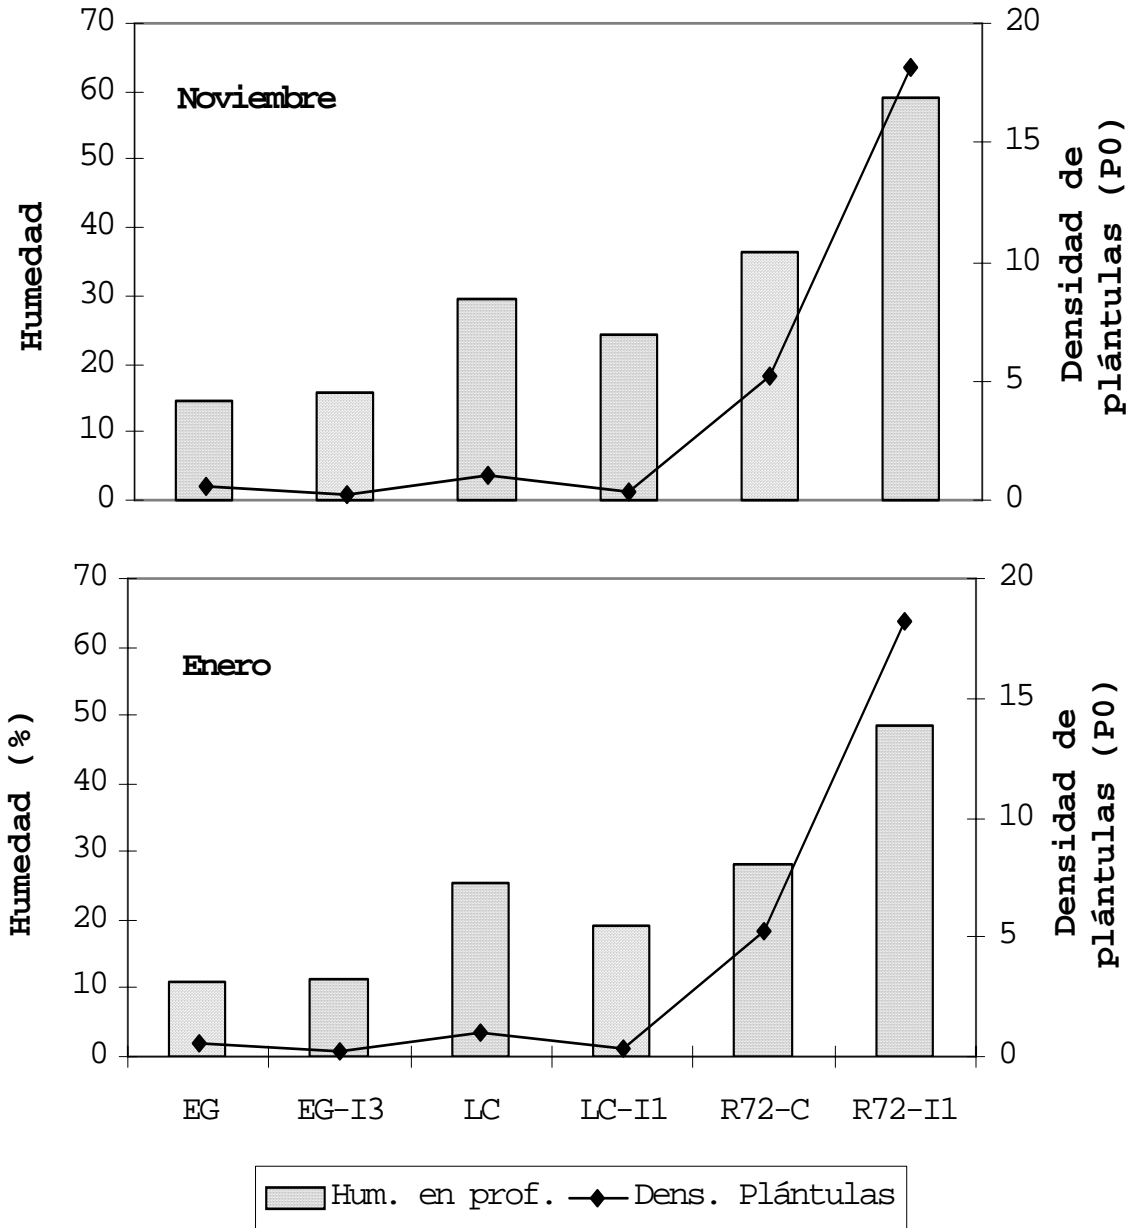 Noviembre
Humedad
70
60
50
40
30
20
10
0
20
15
10
5
0
Densidad de
plántulas (P0)
Enero
Humedad (%)
70
60
50
40
30
20
10
0
20
15
10
5
0
Densidad de
plántulas (P0)
EG EG-I3 LC LC-I1 R72-C R72-I1
Hum. en prof. Dens. Plántulas